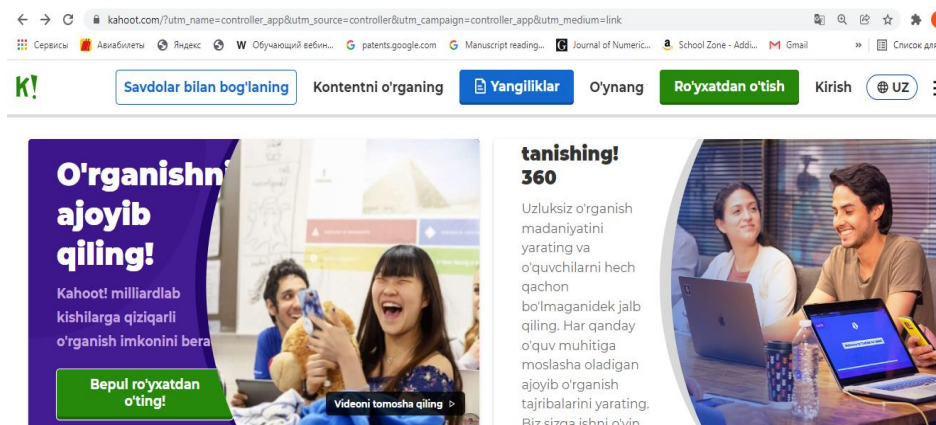 kahoot.com/?utm_name=controller_app&utm_source=controller&utm_campaign=controller_app&utm_medium=link
Сервисы Авиабилеты Яндекс W Обучающий вебин... patents.google.com Manuscript reading... Journal of Numeric... School Zone - Addi... Gmail » Список для
K! Savdolar bilan bog'laning Kontentni o'rganing Yangiliklar O'ynang Ro'yxatdan o'tish Kirish UZ
O'rganishni
ajoyib
qiling!
Kahoot! milliardlab
kishilarga qiziqarli
o'rganish imkonini bera
Bepul ro'yxatdan
o'ting!
Videoni tomosha qiling
tanishing!
360
Uzluksiz o'rganish
madaniyatini
yarating va
o'quvchilarni hech
qachon
bo'lmaganidek jalb
qiling. Har qanday
o'quv muhitiga
moslasha oladigan
ajoyib o'rganish
tajribalarini yarating.
Biz sizga ishni o'yin